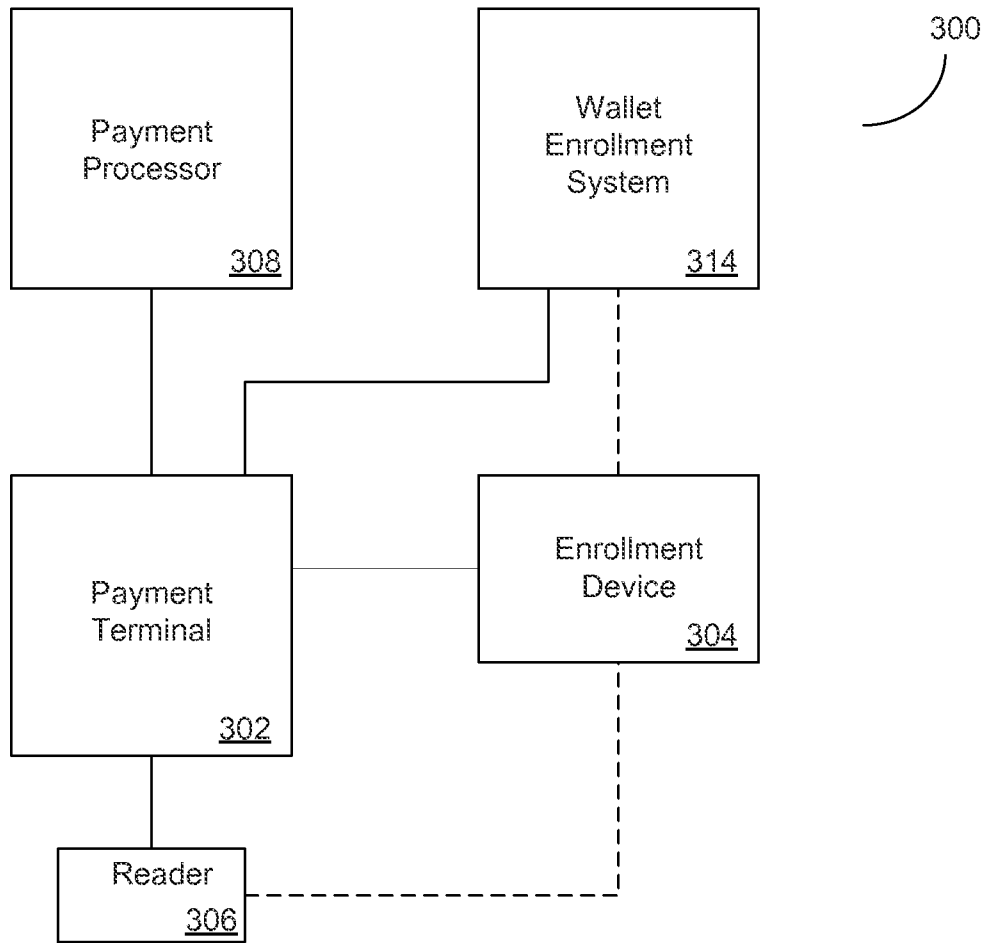 300
Payment
Processor
308
Wallet
Enrollment
System
314
Payment
Terminal
302
Enrollment
Device
304
Reader
306